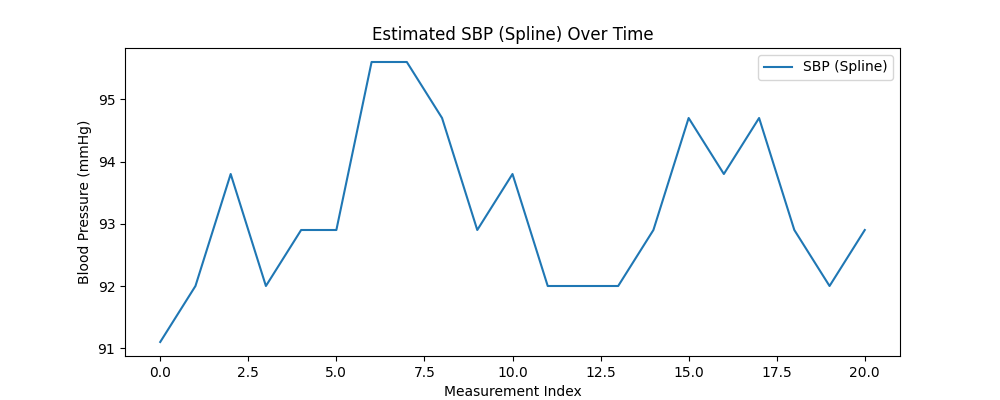 Estimated SBP (Spline) Over Time
SBP (Spline)
Blood Pressure (mmHg)
95
94
93
92
91
0.0 2.5 5.0 7.5 10.0 12.5 15.0 17.5 20.0
Measurement Index